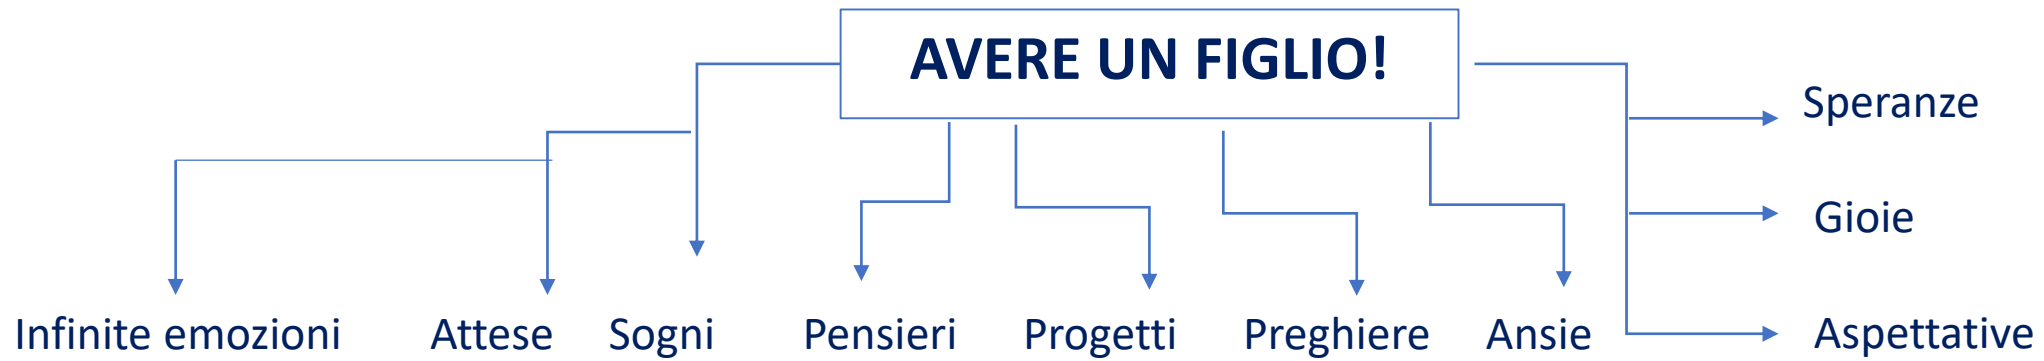 AVERE UN FIGLIO!
Speranze
Gioie
Infinite emozioni
Attese
Sogni
Pensieri
Progetti
Preghiere
Ansie
Aspettative